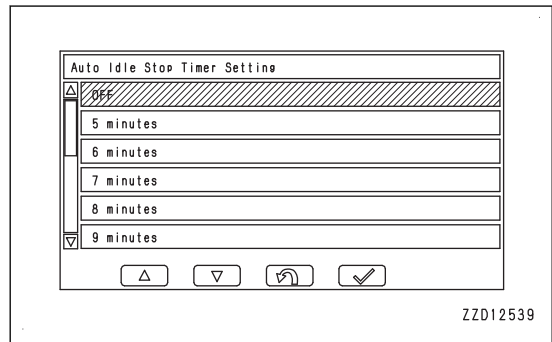 Auto Idle Stop Timer Setting
OFF
5 minutes
6 minutes
7 minutes
8 minutes
9 minutes
ZZD12539